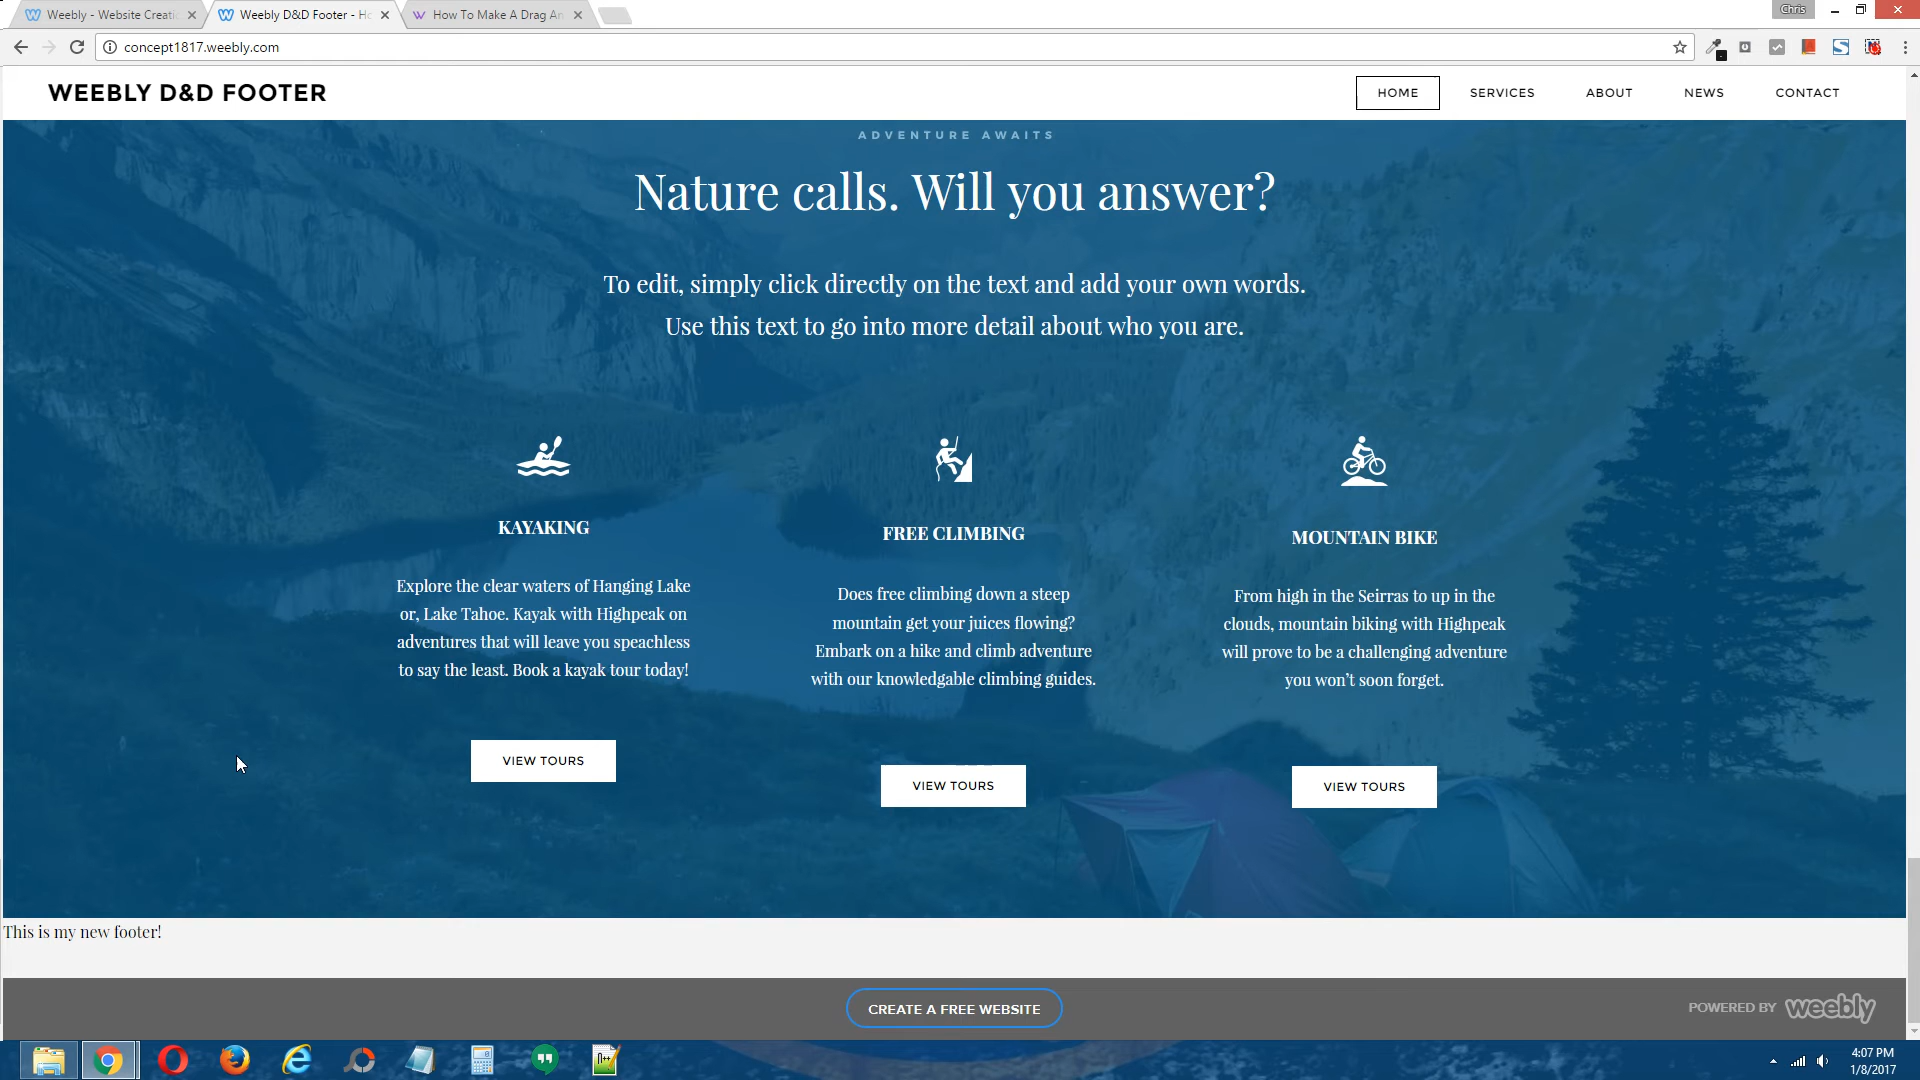 Weebly - Website Creati
Weebly D&D Footer - Ho
How To Make A Drag An
Chris
concept1817.weebly.com
WEEBLY D&D FOOTER
HOME
SERVICES
ABOUT
NEWS
CONTACT
ADVENTURE AWAITS
Nature calls. Will you answer?
To edit, simply click directly on the text and add your own words.
Use this text to go into more detail about who you are.
KAYAKING
Explore the clear waters of Hanging Lake
or, Lake Tahoe. Kayak with Highpeak on
adventures that will leave you speachless
to say the least. Book a kayak tour today!
VIEW TOURS
FREE CLIMBING
Does free climbing down a steep
mountain get your juices flowing?
Embark on a hike and climb adventure
with our knowledgable climbing guides.
VIEW TOURS
MOUNTAIN BIKE
From high in the Seirras to up in the
clouds, mountain biking with Highpeak
will prove to be a challenging adventure
you won't soon forget.
VIEW TOURS
This is my new footer!
CREATE A FREE WEBSITE
POWERED BY weebly
4:07 PM
1/8/2017